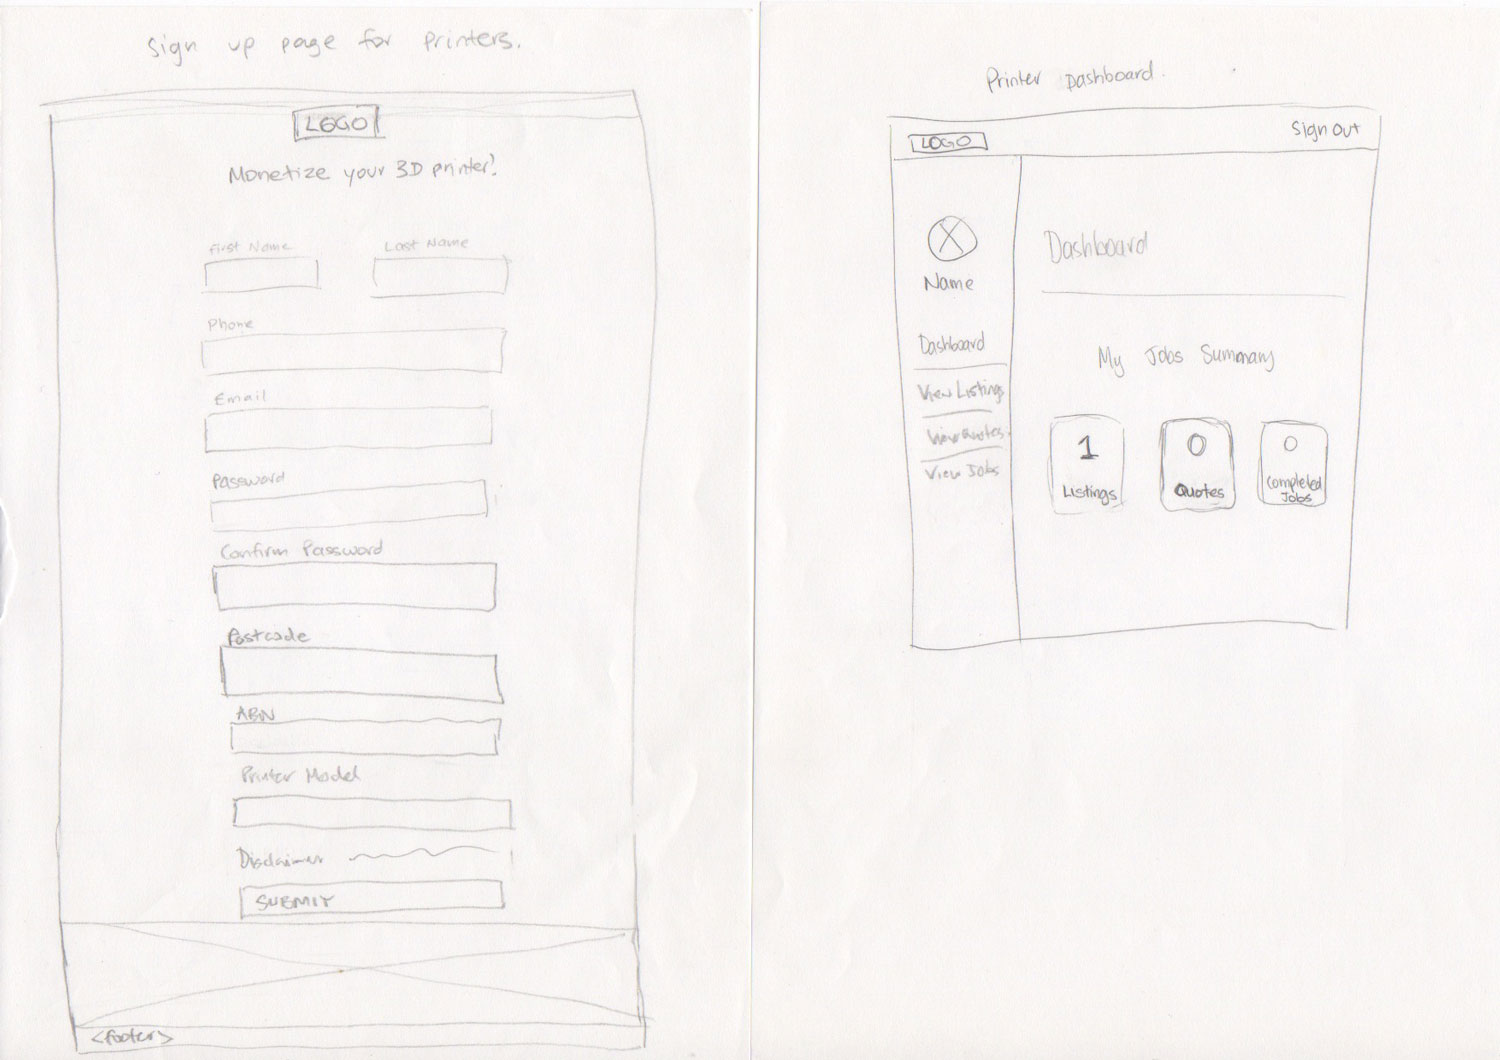 Sign up page for printers.
LOGO
Monetize your 3D printer!
First Name
Last Name
Phone
Email
Password
Confirm Password
Postcode
ABN
Printer Model
Disclaimer
SUBMIT
<footer>
Printer Dashboard.
LOGO
Sign Out
Name
Dashboard
View Listings
View Quotes
View Jobs
Dashboard
My Jobs Summary
1
Listings
0
Quotes
0
Completed
Jobs